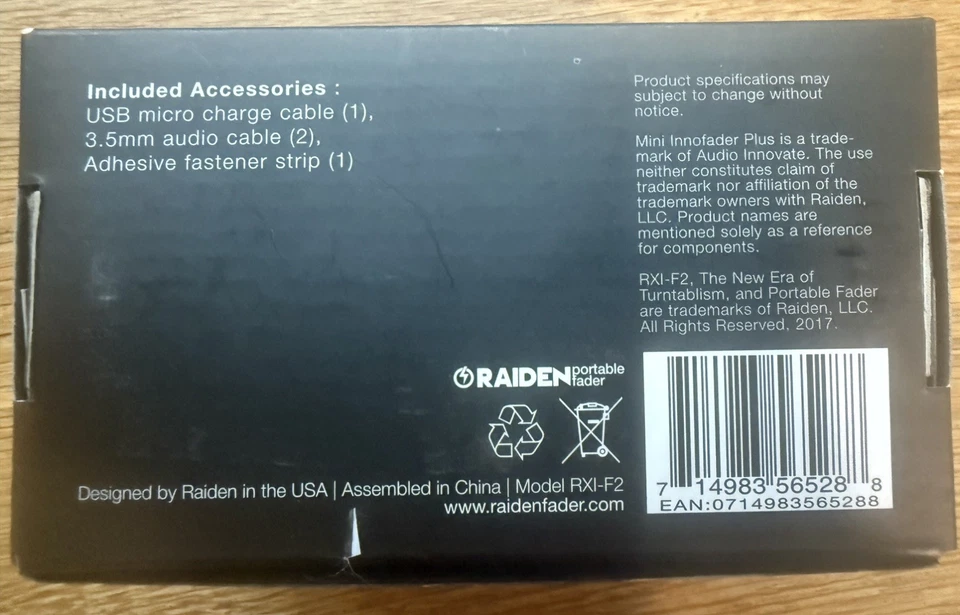 Included Accessories :
USB micro charge cable (1),
3.5mm audio cable (2),
Adhesive fastener strip (1)
Product specifications may
subject to change without
notice.
Mini Innofader Plus is a trade-
mark of Audio Innovate. The use
neither constitutes claim of
trademark nor affiliation of the
trademark owners with Raiden,
LLC. Product names are
mentioned solely as a reference
for components.
RXI-F2, The New Era of
Turntablism, and Portable Fader
are trademarks of Raiden, LLC.
All Rights Reserved, 2017.
RAIDEN portable
fader
Designed by Raiden in the USA | Assembled in China | Model RXI-F2
www.raidenfader.com
7 14983 56528 8
EAN:0714983565288